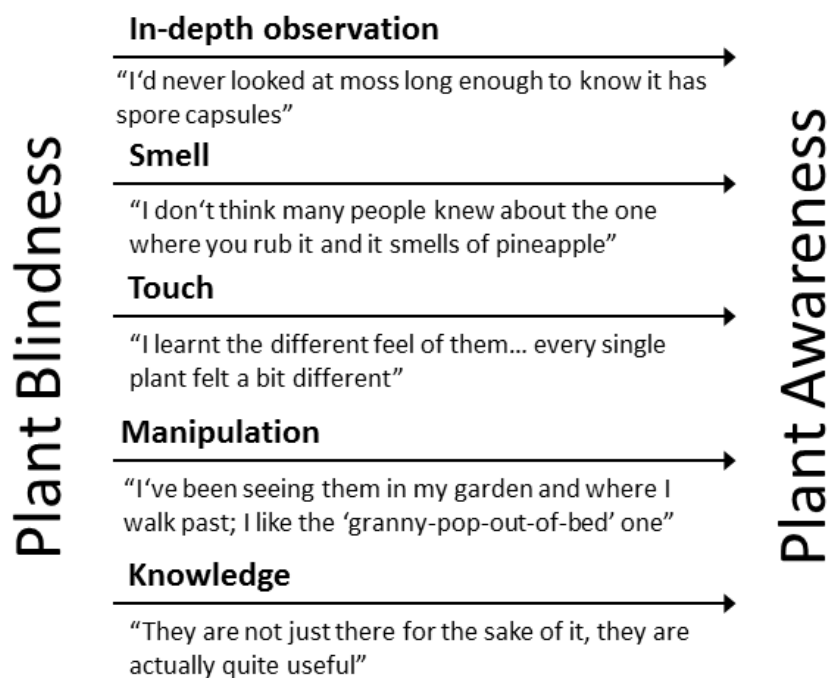 Plant Blindness
In-depth observation
“I‘d never looked at moss long enough to know it has
spore capsules”
Smell
“I don‘t think many people knew about the one
where you rub it and it smells of pineapple”
Touch
“I learnt the different feel of them... every single
plant felt a bit different”
Manipulation
“I‘ve been seeing them in my garden and where I
walk past; I like the ‘granny-pop-out-of-bed’ one”
Knowledge
“They are not just there for the sake of it, they are
actually quite useful”
Plant Awareness